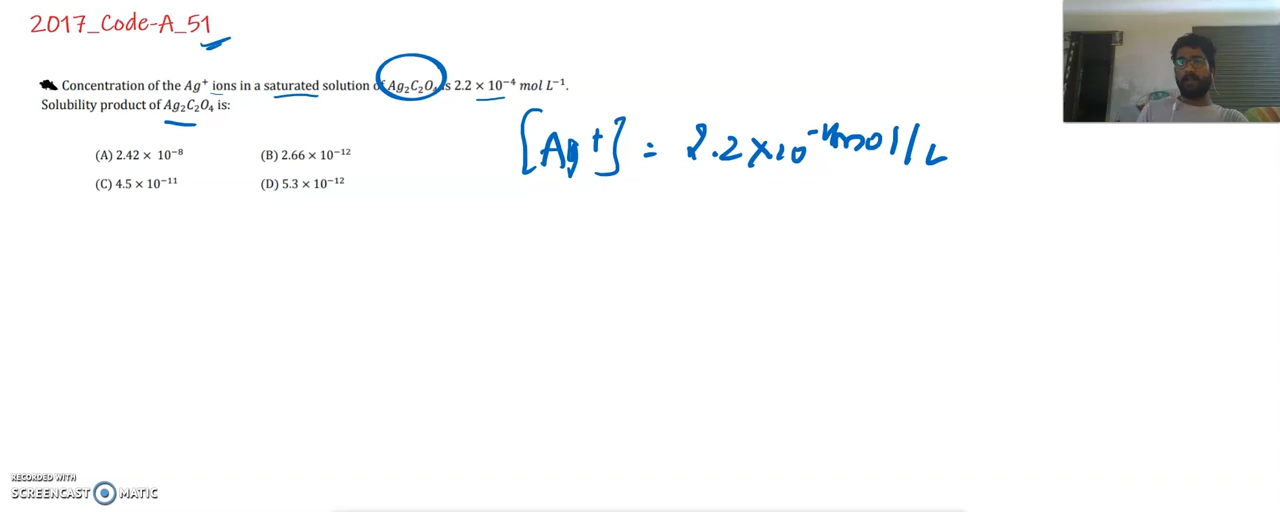 2017_Code-A_51
Concentration of the Ag⁺ ions in a saturated solution of Ag₂C₂O₄ is 2.2 × 10⁻⁴ mol L⁻¹.
Solubility product of Ag₂C₂O₄ is:
[Ag+] = 2.2×10⁻⁴mol/L
(A) 2.42 × 10⁻⁸ (B) 2.66 × 10⁻¹²
(C) 4.5 × 10⁻¹¹ (D) 5.3 × 10⁻¹²
RECORDED WITH
SCREENCAST MATIC